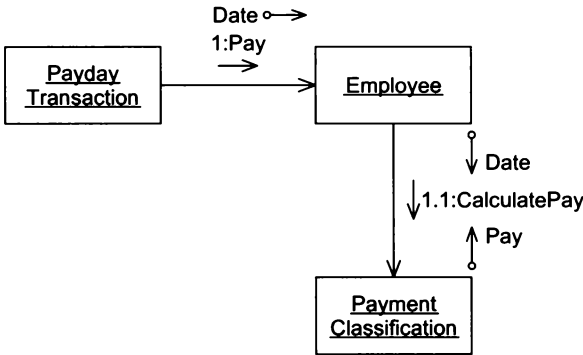 Date
1:Pay
Payday
Transaction
Employee
Date
1.1:CalculatePay
Pay
Payment
Classification